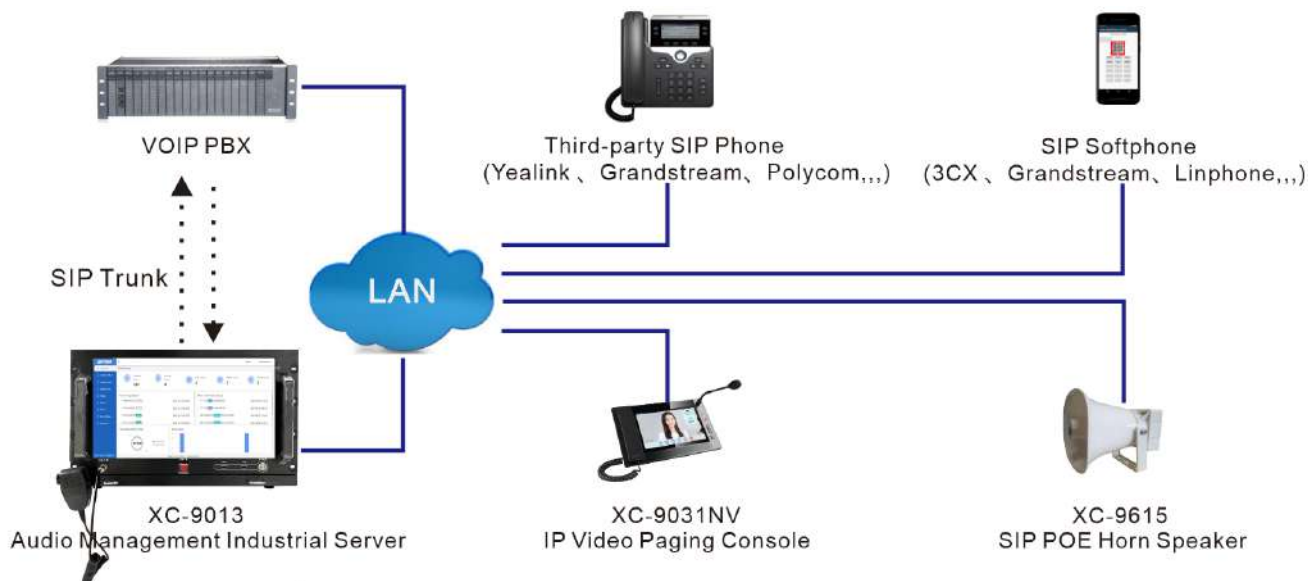 VOIP PBX
Third-party SIP Phone
(Yealink 、Grandstream、Polycom,,,)
SIP Softphone
(3CX 、Grandstream、Linphone,,,)
SIP Trunk
LAN
XC-9013
Audio Management Industrial Server
XC-9031NV
IP Video Paging Console
XC-9615
SIP POE Horn Speaker